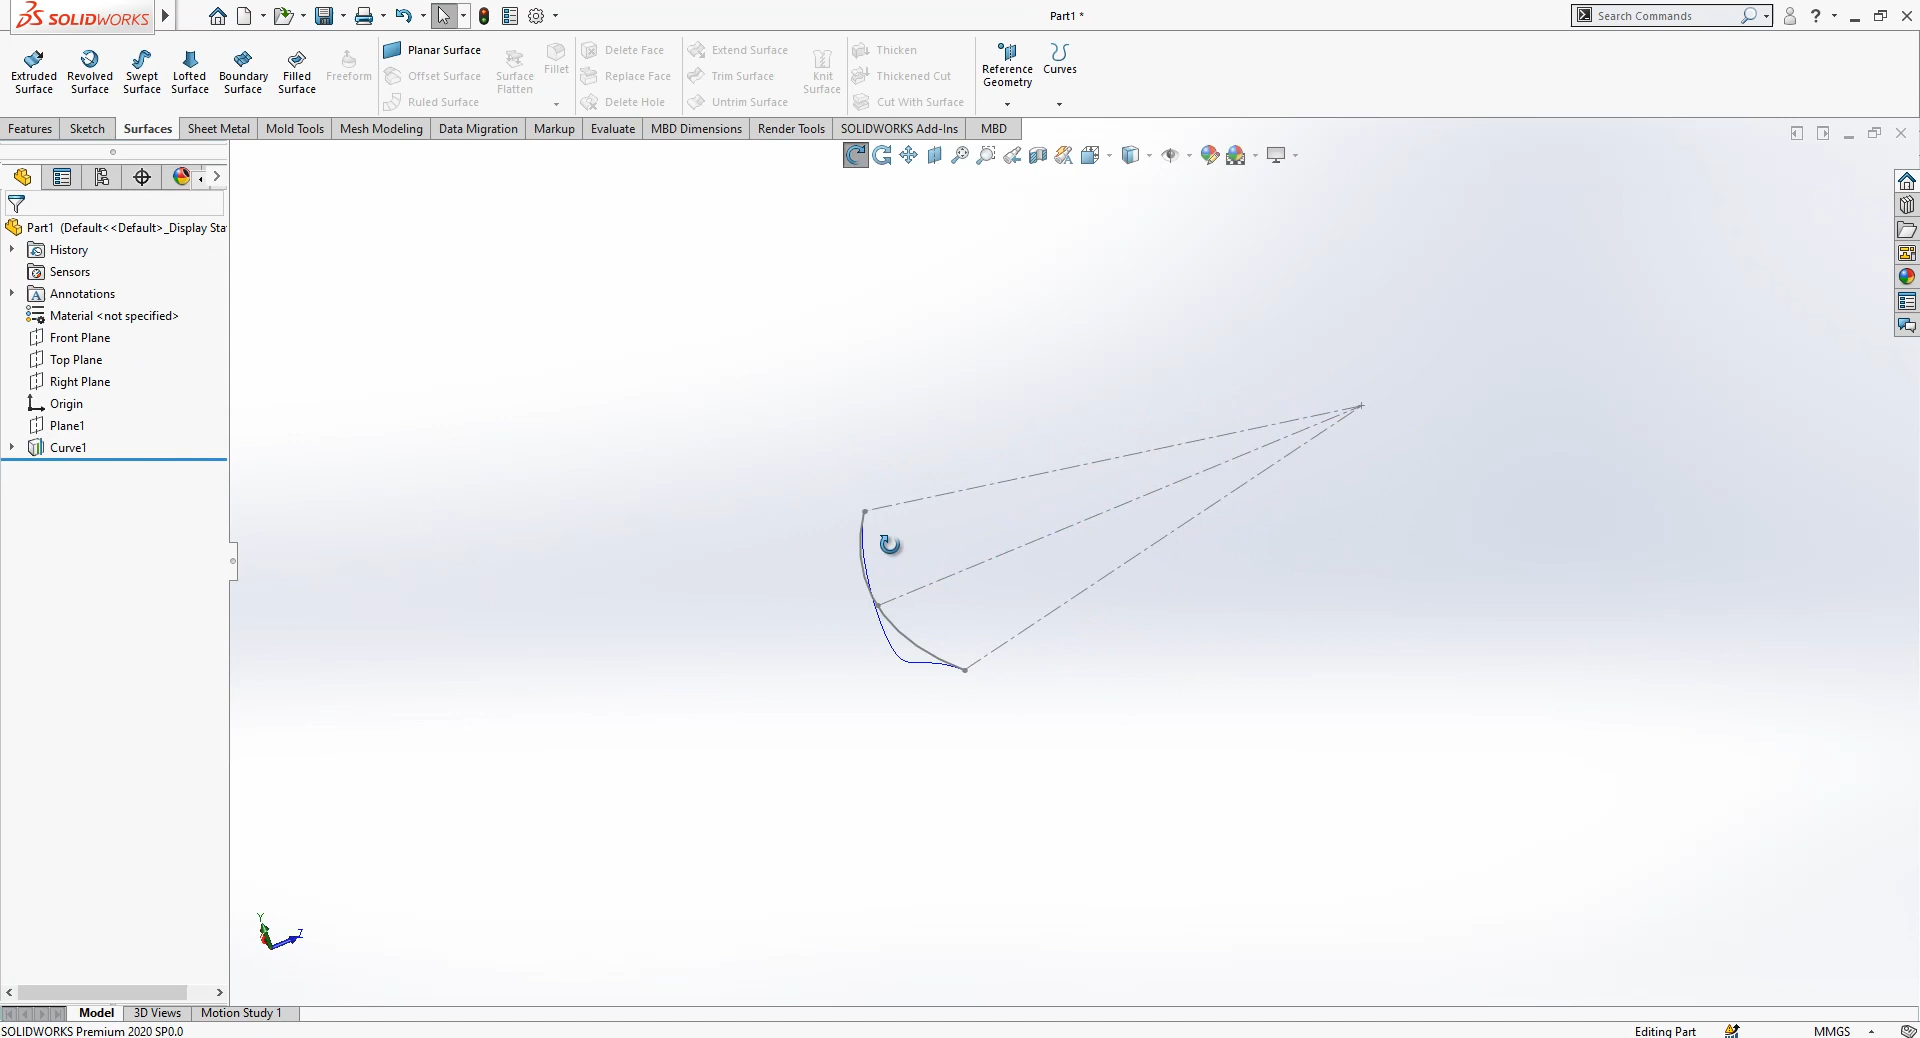 SOLIDWORKS
Part1 *
Search Commands
?
Extruded Surface
Revolved Surface
Swept Surface
Lofted Surface
Boundary Surface
Filled Surface
Freeform
Planar Surface
Offset Surface
Ruled Surface
Surface Flatten
Fillet
Delete Face
Replace Face
Delete Hole
Extend Surface
Trim Surface
Untrim Surface
Knit Surface
Thicken
Thickened Cut
Cut With Surface
Reference Geometry
Curves
Features Sketch Surfaces Sheet Metal Mold Tools Mesh Modeling Data Migration Markup Evaluate MBD Dimensions Render Tools SOLIDWORKS Add-Ins MBD
Part1 (Default<<Default>_Display Sta
History
Sensors
Annotations
Material <not specified>
Front Plane
Top Plane
Right Plane
Origin
Plane1
Curve1
Y
Z
Model 3D Views Motion Study 1
SOLIDWORKS Premium 2020 SP0.0
Editing Part
MMGS